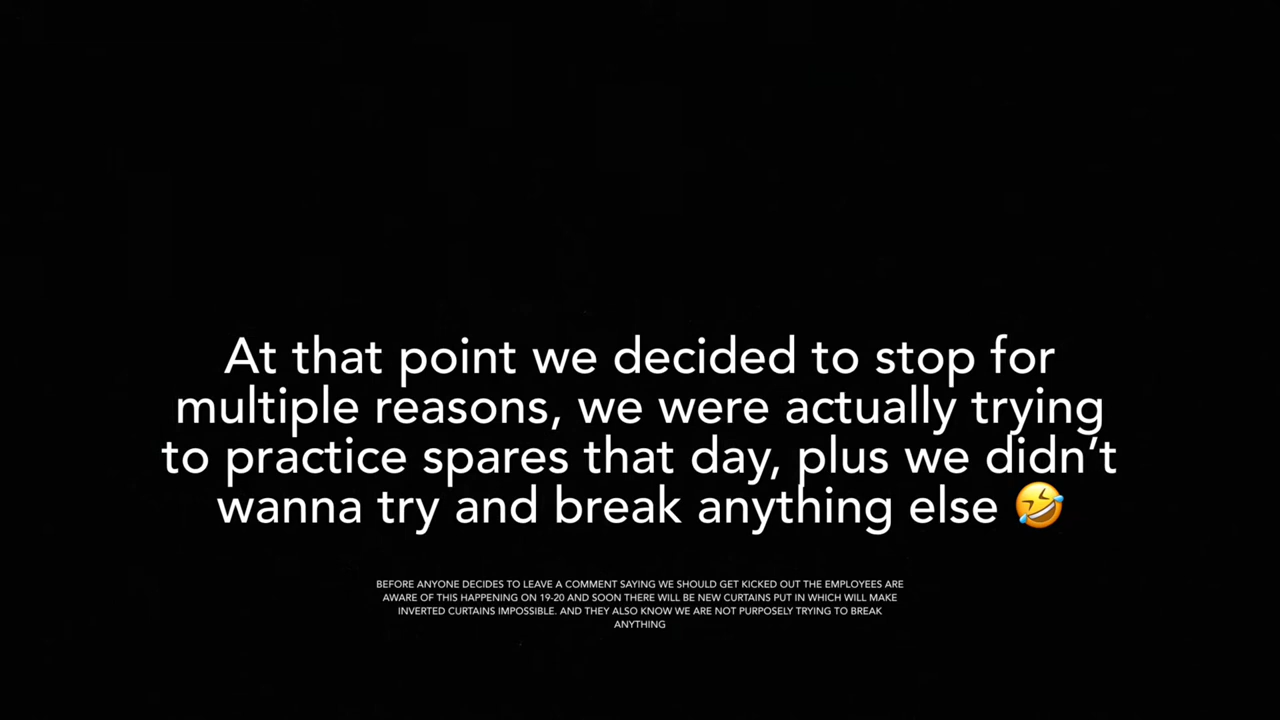 At that point we decided to stop for
multiple reasons, we were actually trying
to practice spares that day, plus we didn’t
wanna try and break anything else 🤣
BEFORE ANYONE DECIDES TO LEAVE A COMMENT SAYING WE SHOULD GET KICKED OUT THE EMPLOYEES ARE
AWARE OF THIS HAPPENING ON 19-20 AND SOON THERE WILL BE NEW CURTAINS PUT IN WHICH WILL MAKE
INVERTED CURTAINS IMPOSSIBLE. AND THEY ALSO KNOW WE ARE NOT PURPOSELY TRYING TO BREAK
ANYTHING